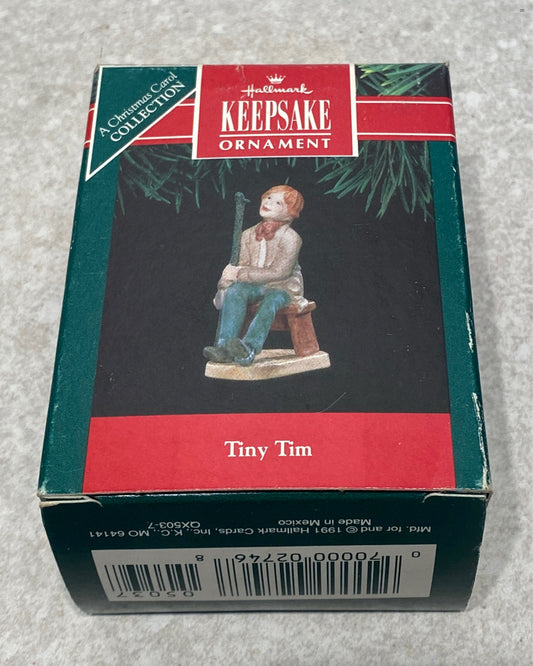 A Christmas Carol
COLLECTION
Hallmark
KEEPSAKE
ORNAMENT
Tiny Tim
Mfd. for and © 1991 Hallmark Cards, Inc., K.C., MO 64141
Made in Mexico
QX503-7
0 70000 02746 8
05037